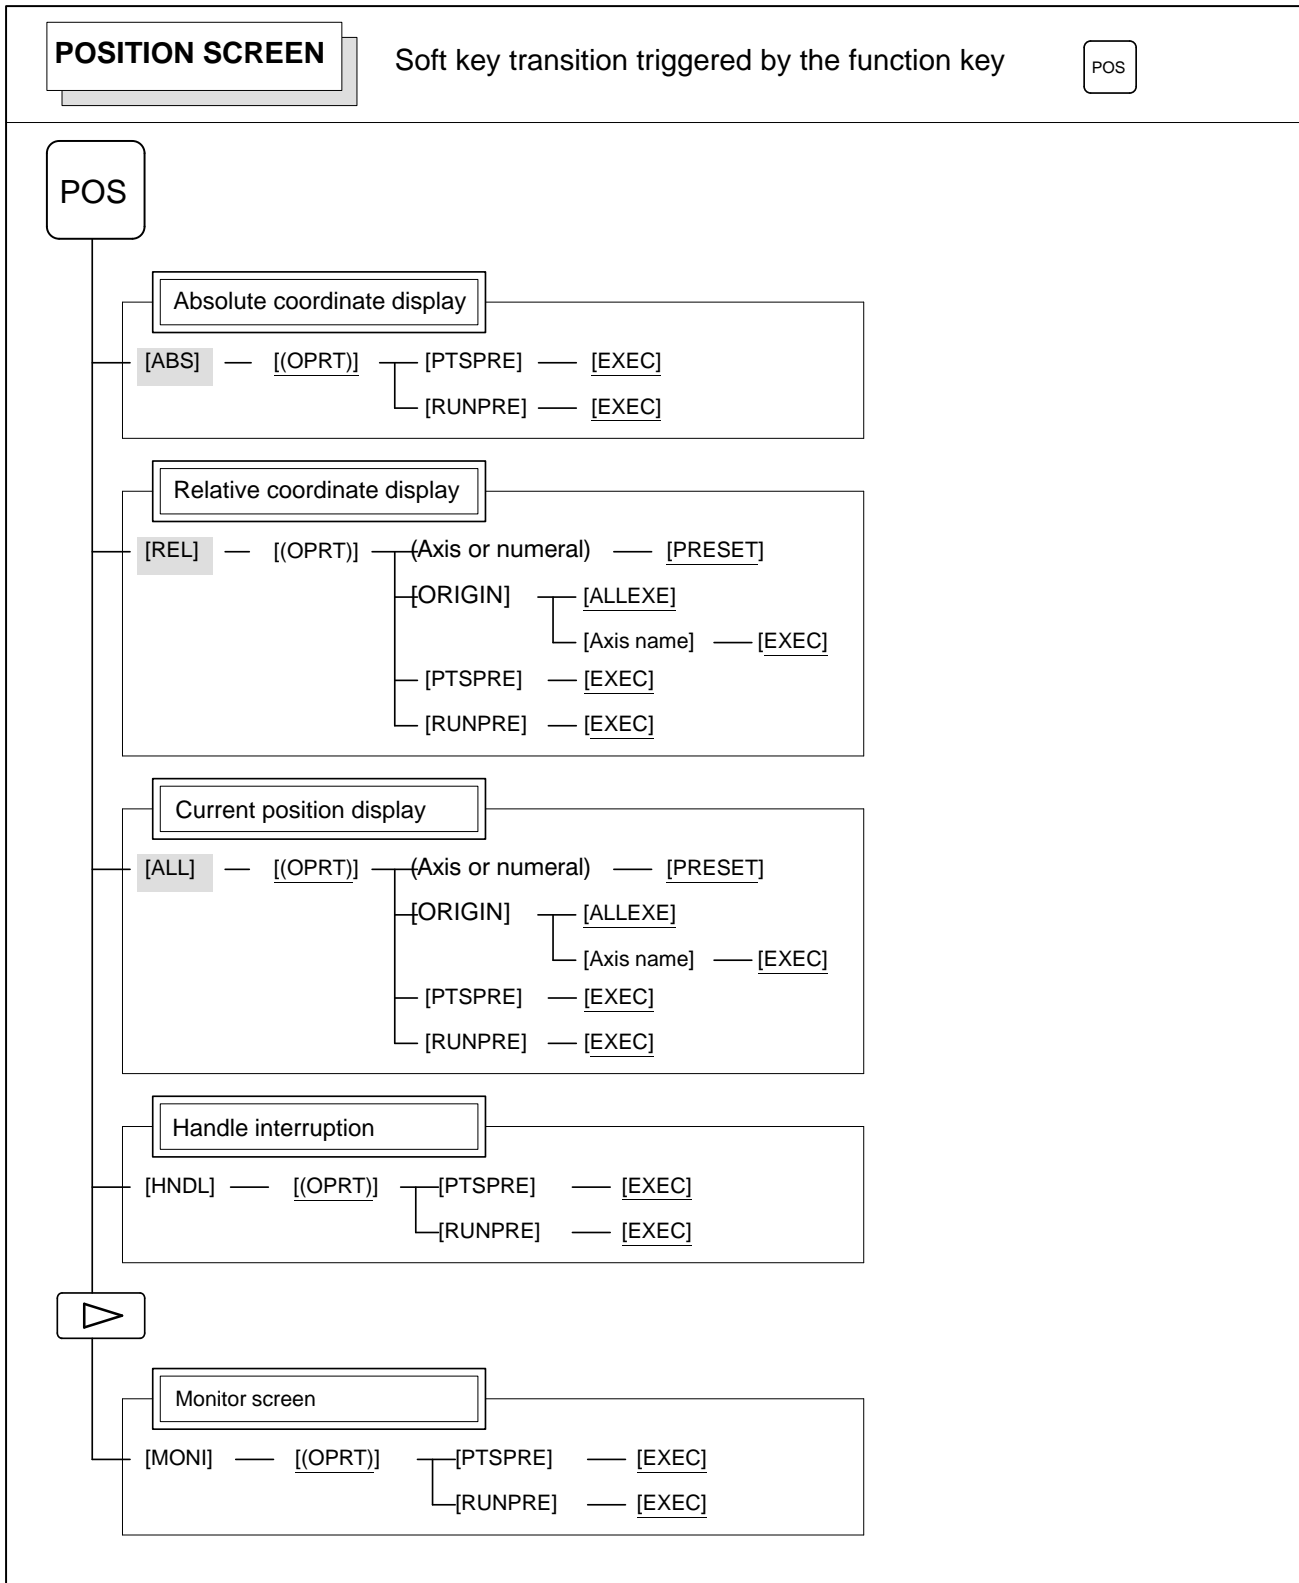 POSITION SCREEN
Soft key transition triggered by the function key
POS
POS
Absolute coordinate display
[ABS] [(OPRT)] [PTSPRE] [EXEC]
[RUNPRE] [EXEC]
Relative coordinate display
[REL] [(OPRT)] (Axis or numeral) [PRESET]
[ORIGIN] [ALLEXE]
[Axis name] [EXEC]
[PTSPRE] [EXEC]
[RUNPRE] [EXEC]
Current position display
[ALL] [(OPRT)] (Axis or numeral) [PRESET]
[ORIGIN] [ALLEXE]
[Axis name] [EXEC]
[PTSPRE] [EXEC]
[RUNPRE] [EXEC]
Handle interruption
[HNDL] [(OPRT)] [PTSPRE] [EXEC]
[RUNPRE] [EXEC]
Monitor screen
[MONI] [(OPRT)] [PTSPRE] [EXEC]
[RUNPRE] [EXEC]